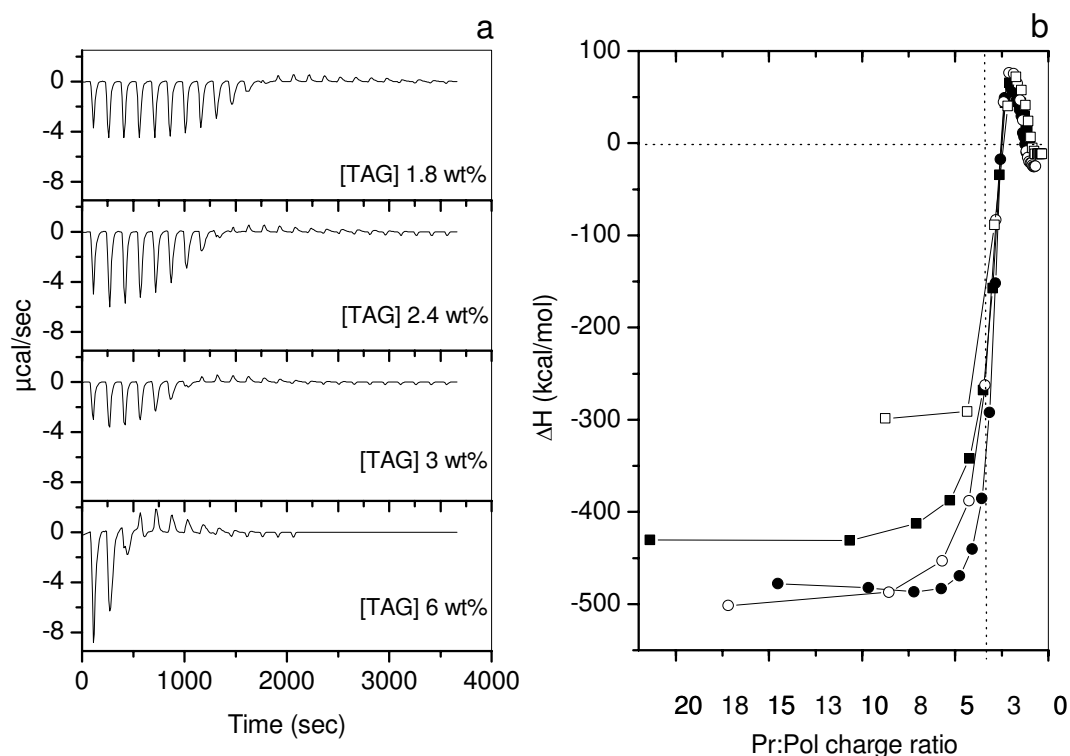 a
0
-4
-8
[TAG] 1.8 wt%
0
-4
-8
[TAG] 2.4 wt%
0
-4
-8
[TAG] 3 wt%
0
-4
-8
[TAG] 6 wt%
µcal/sec
0 1000 2000 3000 4000
Time (sec)
b
100
0
-100
-200
-300
-400
-500
ΔH (kcal/mol)
20 18 15 13 10 8 5 3 0
Pr:Pol charge ratio